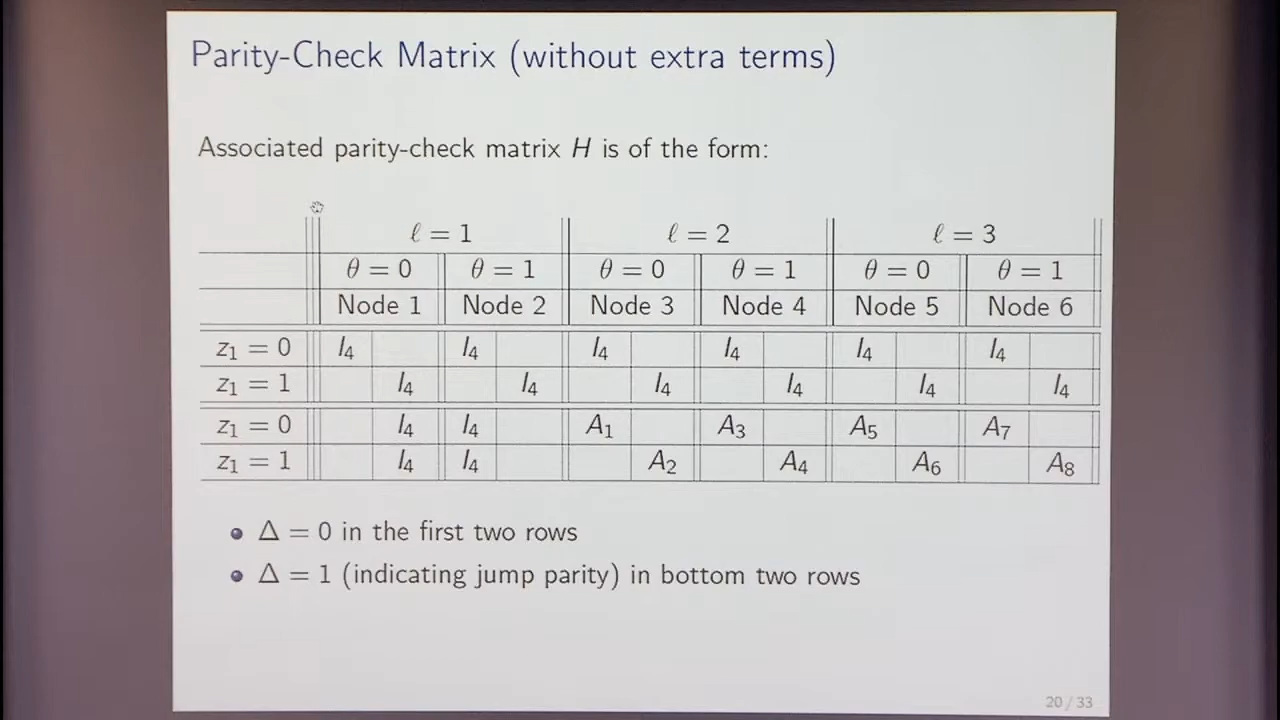 Parity-Check Matrix (without extra terms)
Associated parity-check matrix H is of the form:
ℓ = 1 ℓ = 2 ℓ = 3
θ = 0 θ = 1 θ = 0 θ = 1 θ = 0 θ = 1
Node 1 Node 2 Node 3 Node 4 Node 5 Node 6
z₁ = 0 I₄ I₄ I₄ I₄ I₄ I₄
z₁ = 1 I₄ I₄ I₄ I₄ I₄ I₄
z₁ = 0 I₄ I₄ A₁ A₃ A₅ A₇
z₁ = 1 I₄ I₄ A₂ A₄ A₆ A₈
• Δ = 0 in the first two rows
• Δ = 1 (indicating jump parity) in bottom two rows
20 / 33